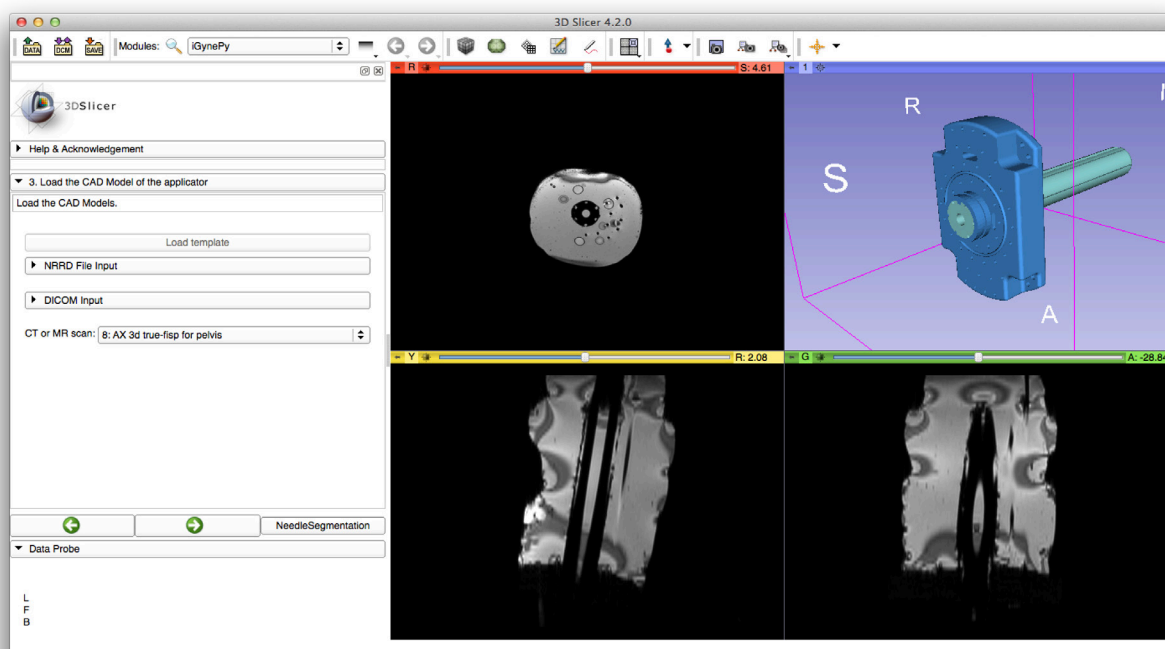 3D Slicer 4.2.0
DATA DCM SAVE Modules: iGynePy
R S: 4.61
1
3DSlicer
R
S
A
Help & Acknowledgement
3. Load the CAD Model of the applicator
Load the CAD Models.
Load template
NRRD File Input
DICOM Input
CT or MR scan: 8: AX 3d true-fisp for pelvis
Y R: 2.08
G A: -28.84
NeedleSegmentation
Data Probe
L
F
B